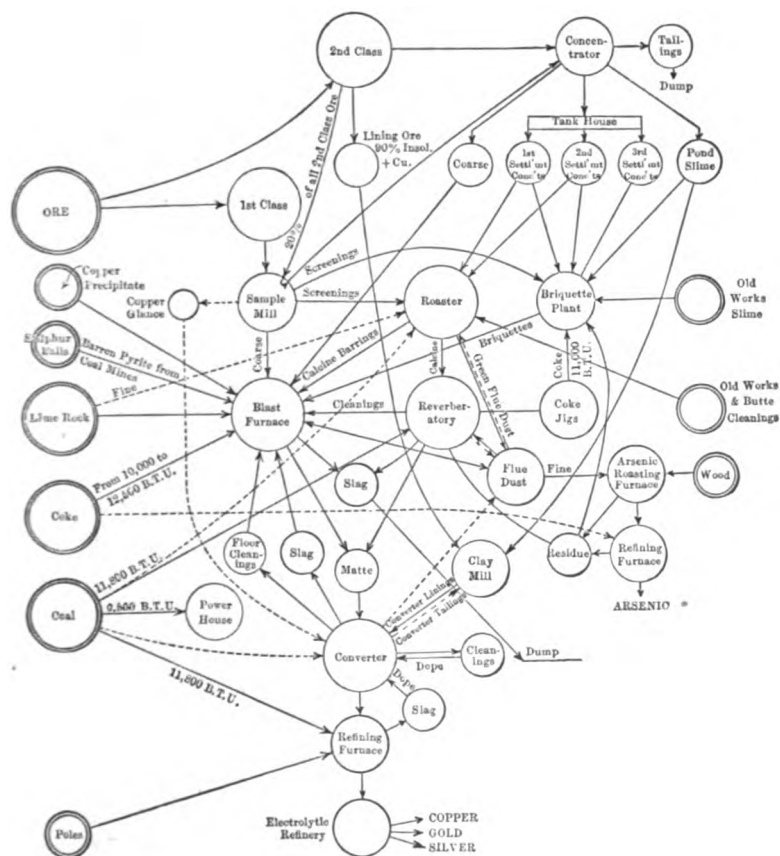 2nd Class
Concen-
trator
Tail-
ings
Dump
Lining Ore
90% Insol.
+ Cu.
Tank House
20% of all 2nd Class Ore
Coarse
1st
Settl'mt
Conc'ts
2nd
Settl'mt
Conc'ts
3rd
Settl'mt
Conc'ts
Pond
Slime
ORE
1st Class
Copper
Precipitate
Copper
Glance
Sample
Mill
Screenings
Screenings
Roaster
Briquette
Plant
Old
Works
Slime
Barren Pyrite from
Coal Mines
Coarse
Calcine Barrings
Briquettes
Calcine
Green Flue Dust
Coke
11,000
B.T.U.
Fine
Lime Rock
Blast
Furnace
Cleanings
Reverber-
atory
Coke
Jigs
Old Works
& Butte
Cleanings
From 10,000 to
12,500 B.T.U.
Slag
Flue
Dust
Fine
Arsenic
Roasting
Furnace
Wood
Coke
Floor
Clean-
ings
Slag
Matte
Clay
Mill
Residue
Refining
Furnace
ARSENIC
11,800 B.T.U.
Coal
B.T.U.
Power
House
Converter Linings
Converter Tailings
Converter
Dope
Clean-
ings
Dump
11,800 B.T.U.
Dope
Slag
Refining
Furnace
Poles
Electrolytic
Refinery
COPPER
GOLD
SILVER